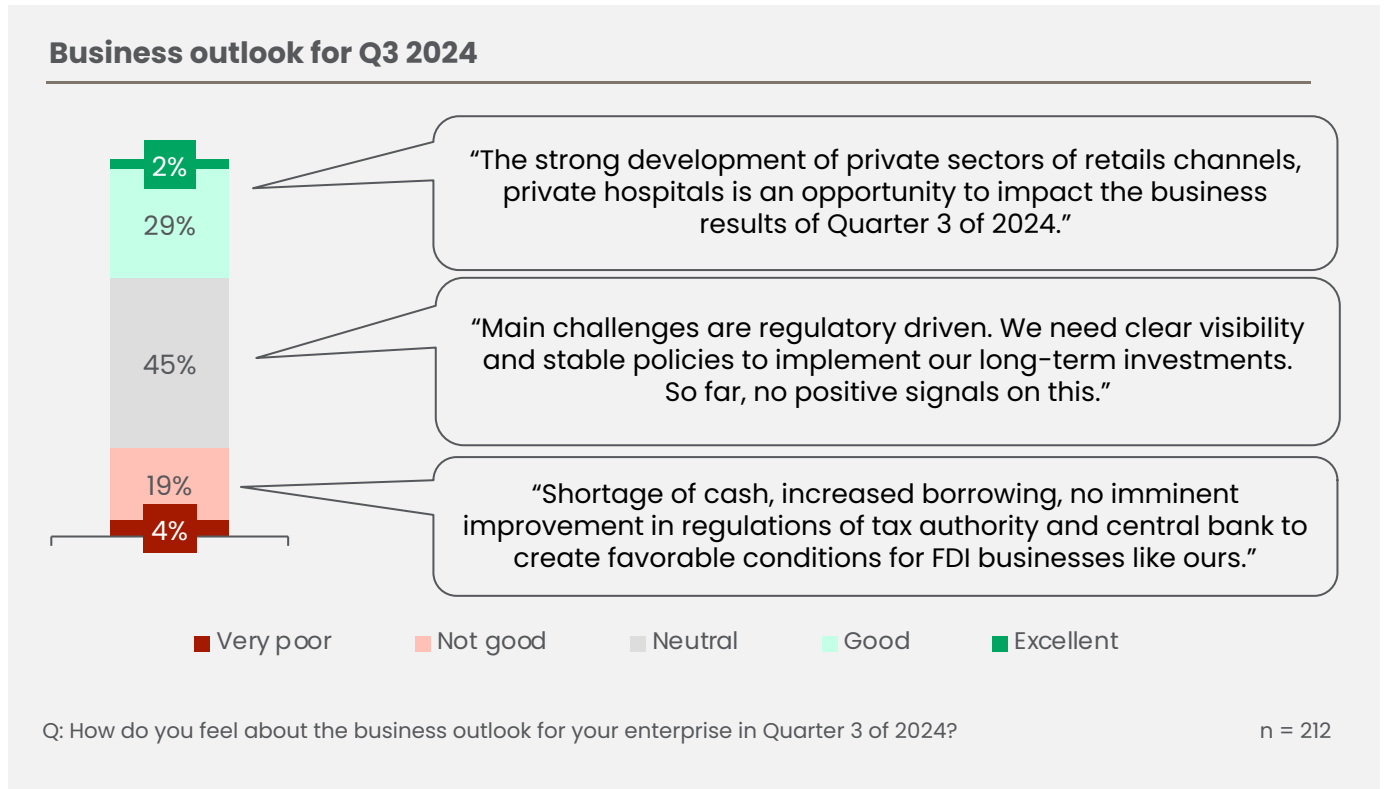 Business outlook for Q3 2024
2%
29%
45%
19%
4%
“The strong development of private sectors of retails channels,
private hospitals is an opportunity to impact the business
results of Quarter 3 of 2024.”
“Main challenges are regulatory driven. We need clear visibility
and stable policies to implement our long-term investments.
So far, no positive signals on this.”
“Shortage of cash, increased borrowing, no imminent
improvement in regulations of tax authority and central bank to
create favorable conditions for FDI businesses like ours.”
Very poor Not good Neutral Good Excellent
Q: How do you feel about the business outlook for your enterprise in Quarter 3 of 2024? n = 212